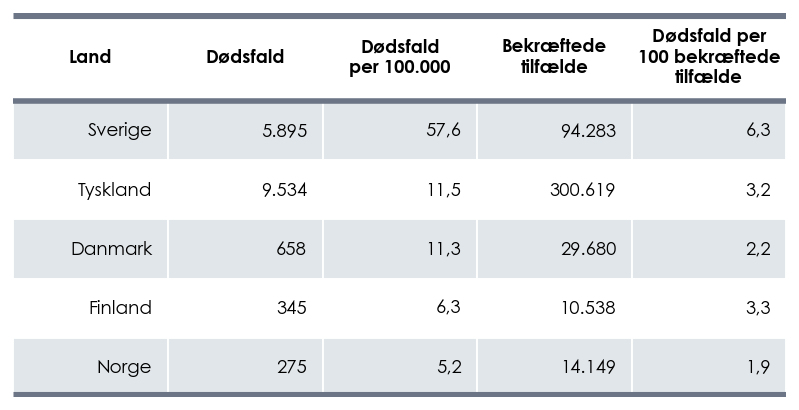 Land Dødsfald Dødsfald per 100.000 Bekræftede tilfælde Dødsfald per 100 bekræftede tilfælde
Sverige 5.895 57,6 94.283 6,3
Tyskland 9.534 11,5 300.619 3,2
Danmark 658 11,3 29.680 2,2
Finland 345 6,3 10.538 3,3
Norge 275 5,2 14.149 1,9